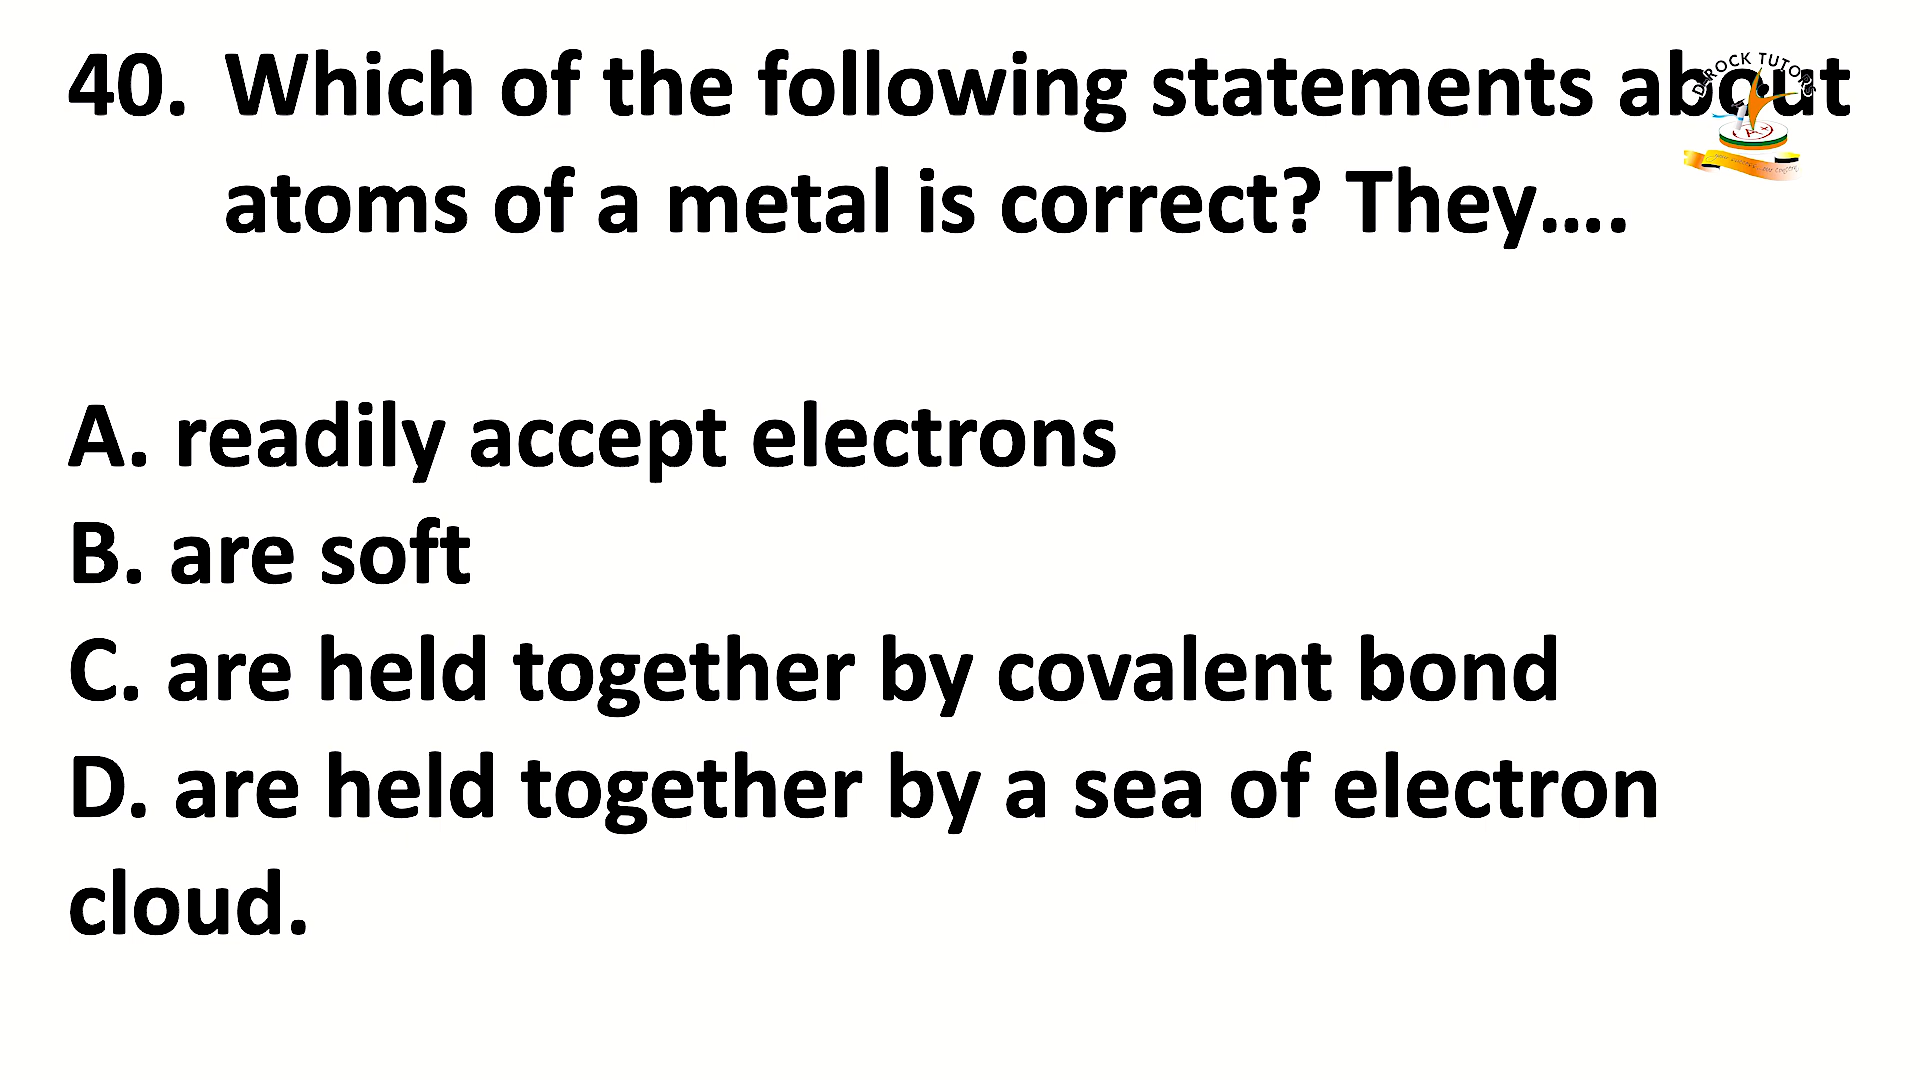 40. Which of the following statements about
atoms of a metal is correct? They....
A. readily accept electrons
B. are soft
C. are held together by covalent bond
D. are held together by a sea of electron
cloud.